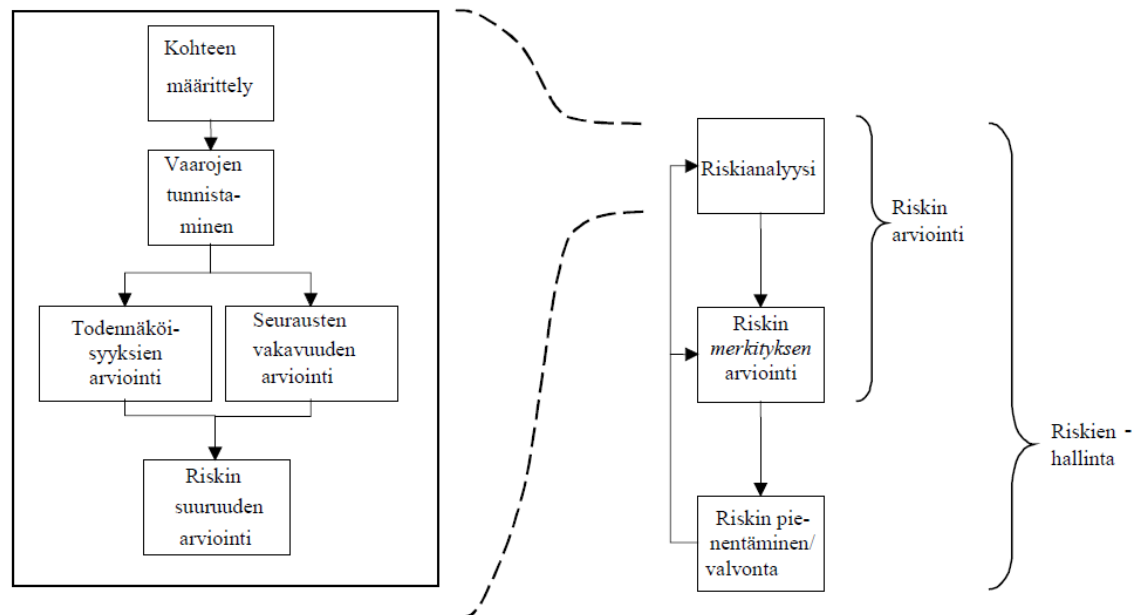 Kohteen
määrittely
Vaarojen
tunnista-
minen
Todennäköi-
syyksien
arviointi
Seurausten
vakavuuden
arviointi
Riskin
suuruuden
arviointi
Riskianalyysi
Riskin
merkityksen
arviointi
Riskin pie-
nentäminen/
valvonta
Riskin
arviointi
Riskien -
hallinta